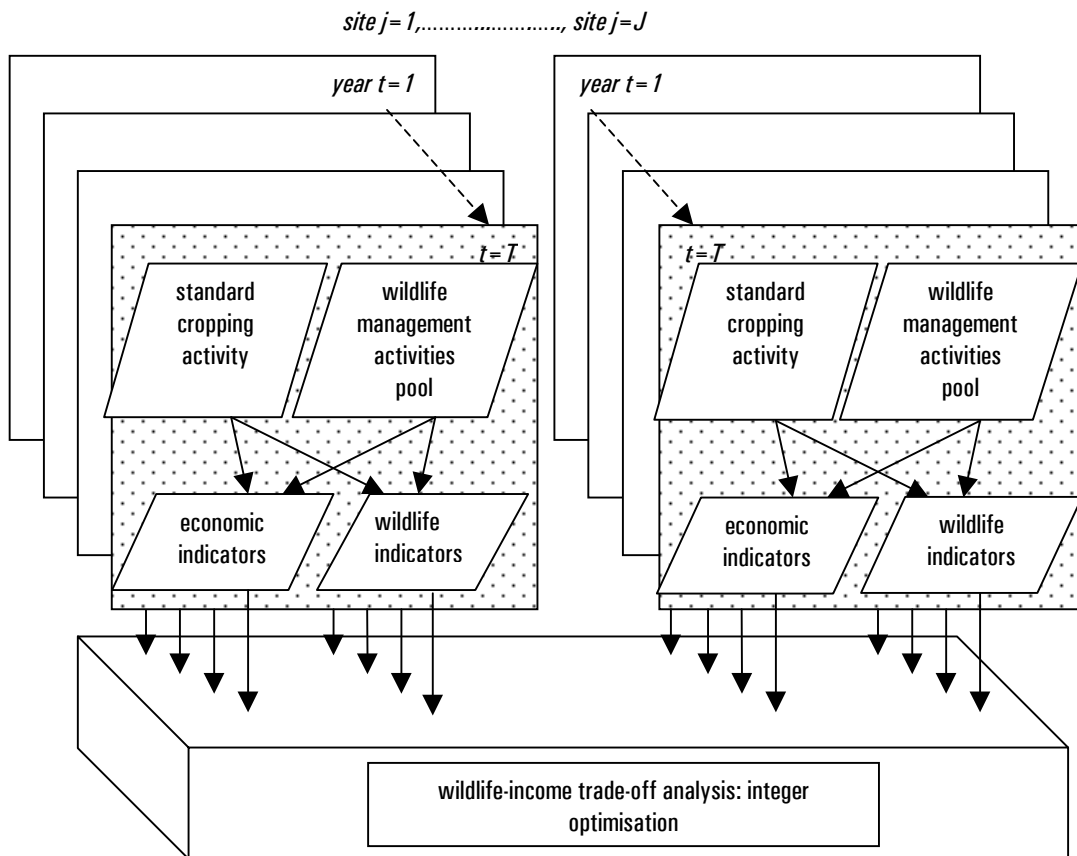 site j=1,......................, site j=J
year t=1
year t=1
t=T
standard
cropping
activity
wildlife
management
activities
pool
economic
indicators
wildlife
indicators
t=T
standard
cropping
activity
wildlife
management
activities
pool
economic
indicators
wildlife
indicators
wildlife-income trade-off analysis: integer
optimisation